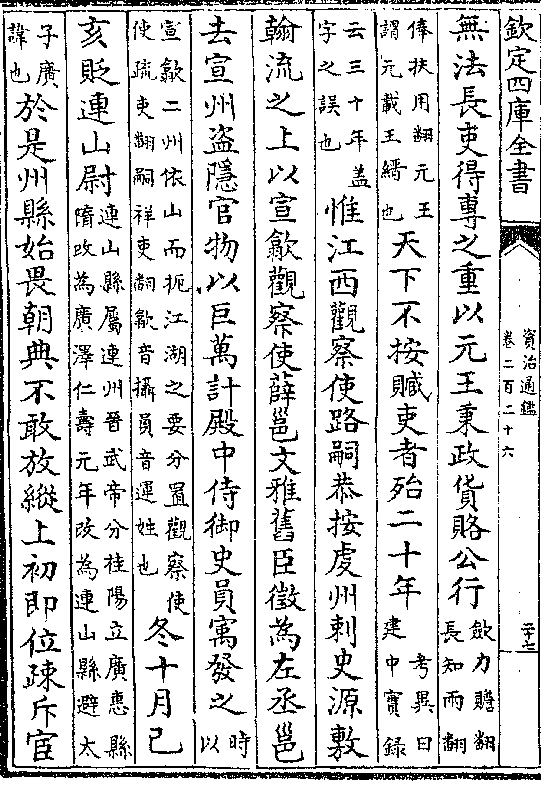 欽定四庫全書
資治通鑑
卷二百二十六
二十七
無法長吏得專之重以元王秉政貨賂公行
斂力贍翻
長知兩翻
俸扶用翻元王
謂元載王縉也
天下不按贓吏者殆二十年
考異曰
建中實錄
云三十年蓋
字之誤也
惟江西觀察使路嗣恭按虔州刺史源敷
翰流之上以宣歙觀察使薛邕文雅舊臣徵為左丞邕
去宣州盜隱官物以巨萬計殿中侍御史員寓發之
時
以
宣歙二州依山而扼江湖之要分置觀察使
使疏吏翻嗣祥吏翻歙音攝員音運姓也
冬十月己
亥貶連山尉
連山縣屬連州晉武帝分桂陽立廣惠縣
隋改為廣澤仁壽元年改為連山縣避太
子廣
諱也
於是州縣始畏朝典不敢放縱上初即位疎斥宦